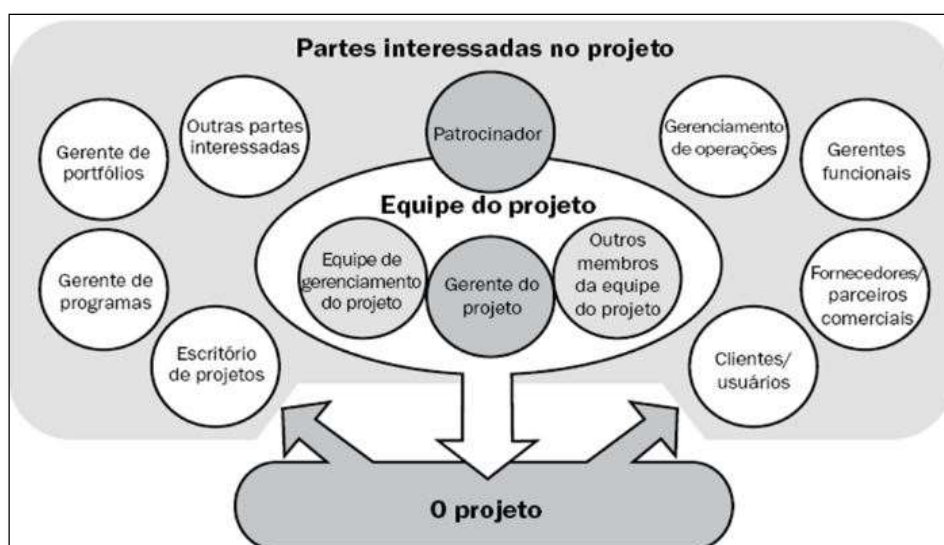 Partes interessadas no projeto
Patrocinador
Outras partes
interessadas
Gerente de
portfólios
Gerenciamento
de operações
Gerentes
funcionais
Equipe do projeto
Equipe de
gerenciamento
do projeto
Gerente do
projeto
Outros
membros
da equipe
do projeto
Gerente de
programas
Fornecedores/
parceiros
comerciais
Escritório
de projetos
Clientes/
usuários
O projeto